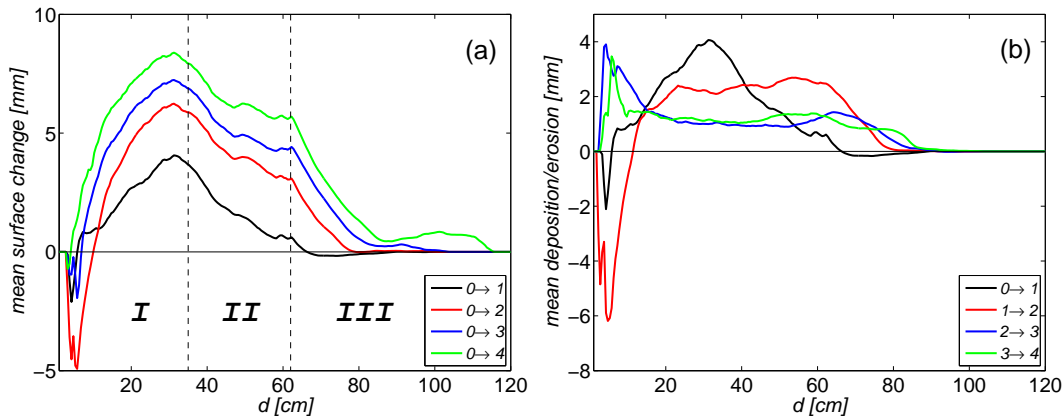 (a)
mean surface change [mm]
10
5
0
−5
I II III
0→ 1
0→ 2
0→ 3
0→ 4
20 40 60 80 100 120
d [cm]
(b)
mean deposition/erosion [mm]
4
2
0
−2
−4
−6
−8
0→ 1
1→ 2
2→ 3
3→ 4
20 40 60 80 100 120
d [cm]